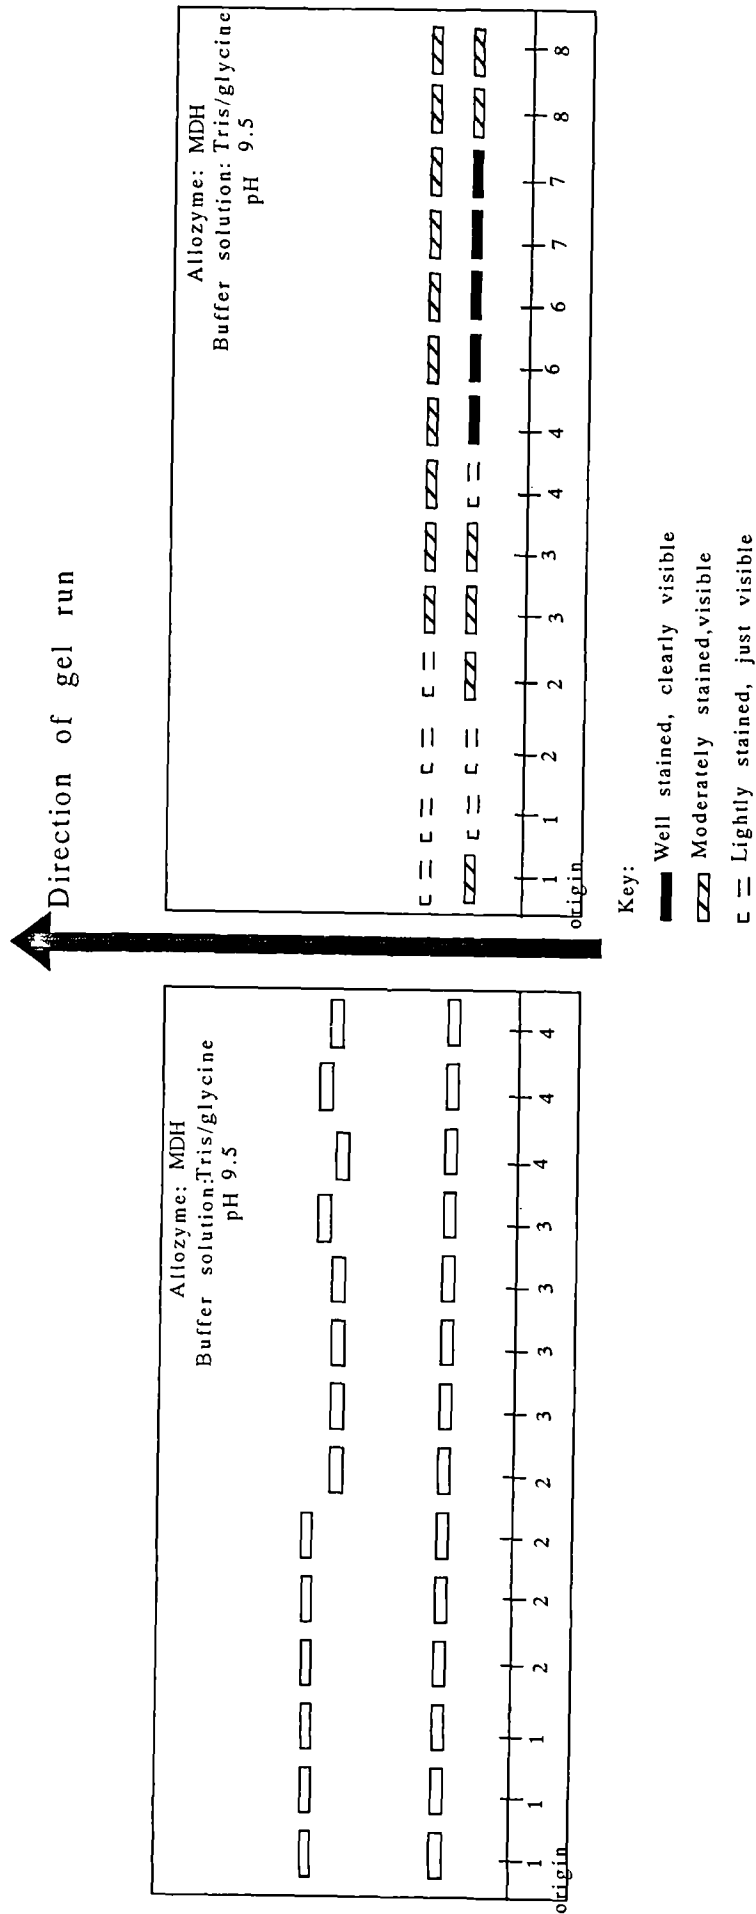 Direction of gel run
Allozyme: MDH
Buffer solution:Tris/glycine
pH 9.5
1 1 1 2 2 2 2 3 3 3 3 4 4 4
origin
Allozyme: MDH
Buffer solution: Tris/glycine
pH 9.5
1 1 2 2 3 3 4 4 6 6 7 7 8 8
origin
Key:
Well stained, clearly visible
Moderately stained,visible
Lightly stained, just visible